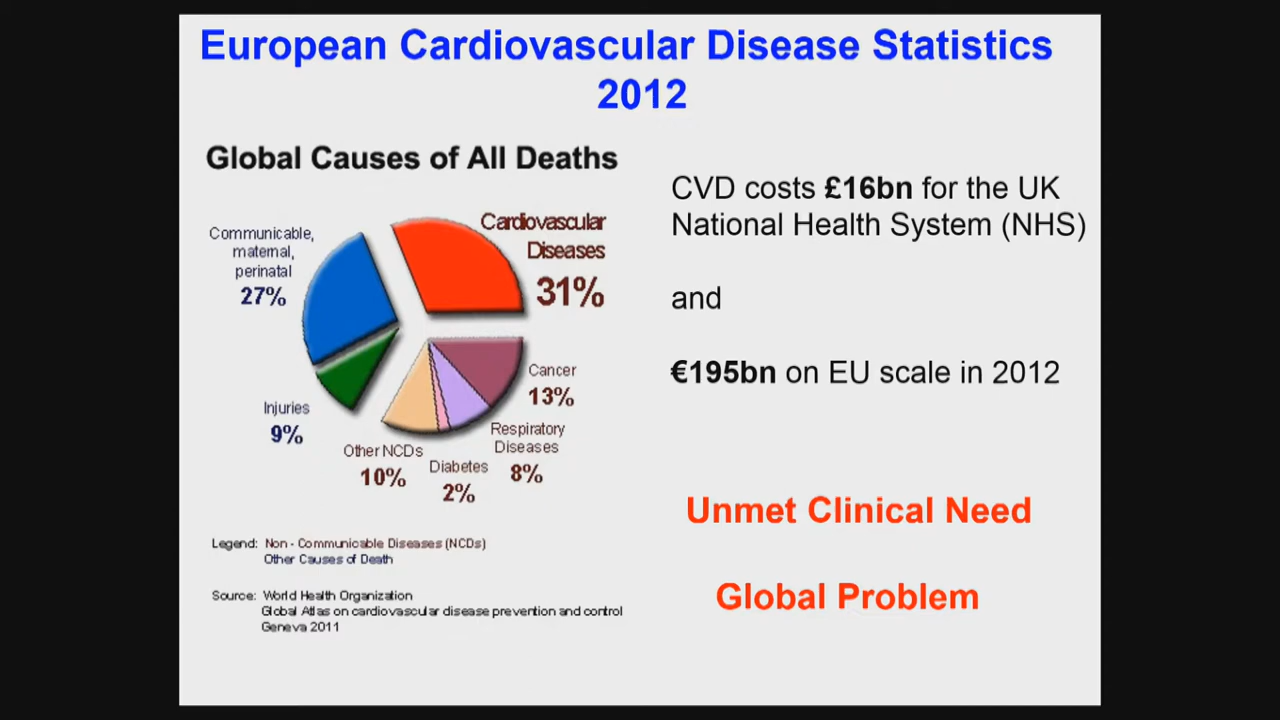 European Cardiovascular Disease Statistics
2012
Global Causes of All Deaths
Communicable,
maternal,
perinatal
27%
Cardiovascular
Diseases
31%
Cancer
13%
Respiratory
Diseases
8%
Diabetes
2%
Other NCDs
10%
Injuries
9%
Legend: Non - Communicable Diseases (NCDs)
Other Causes of Death
Source: World Health Organization
Global Atlas on cardiovascular disease prevention and control
Geneva 2011
CVD costs £16bn for the UK
National Health System (NHS)
and
€195bn on EU scale in 2012
Unmet Clinical Need
Global Problem